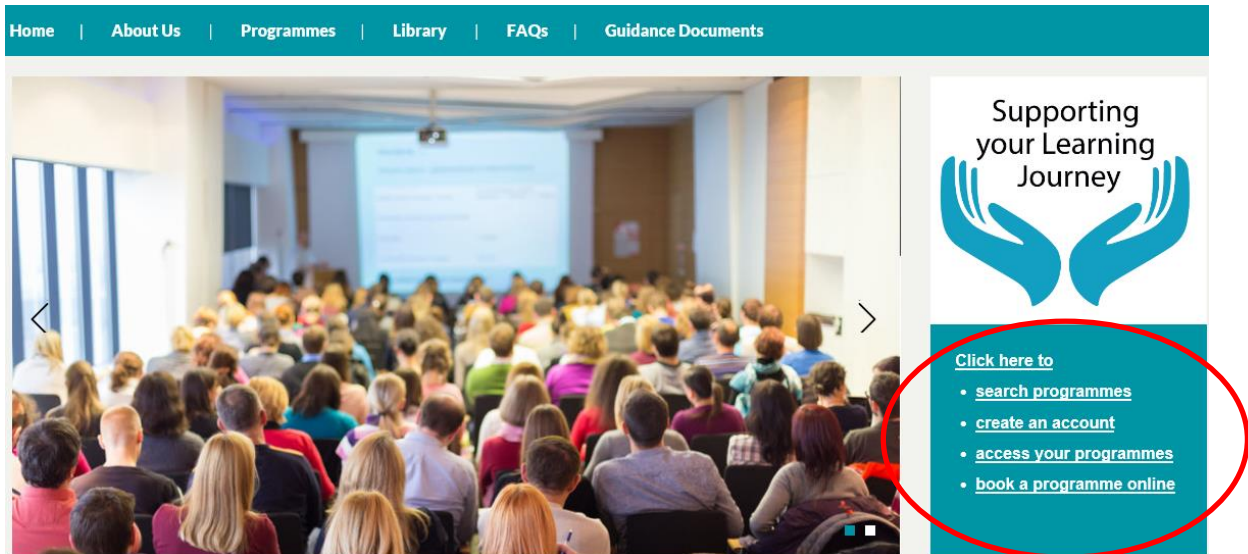 Home | About Us | Programmes | Library | FAQs | Guidance Documents
Supporting
your Learning
Journey
Click here to
• search programmes
• create an account
• access your programmes
• book a programme online